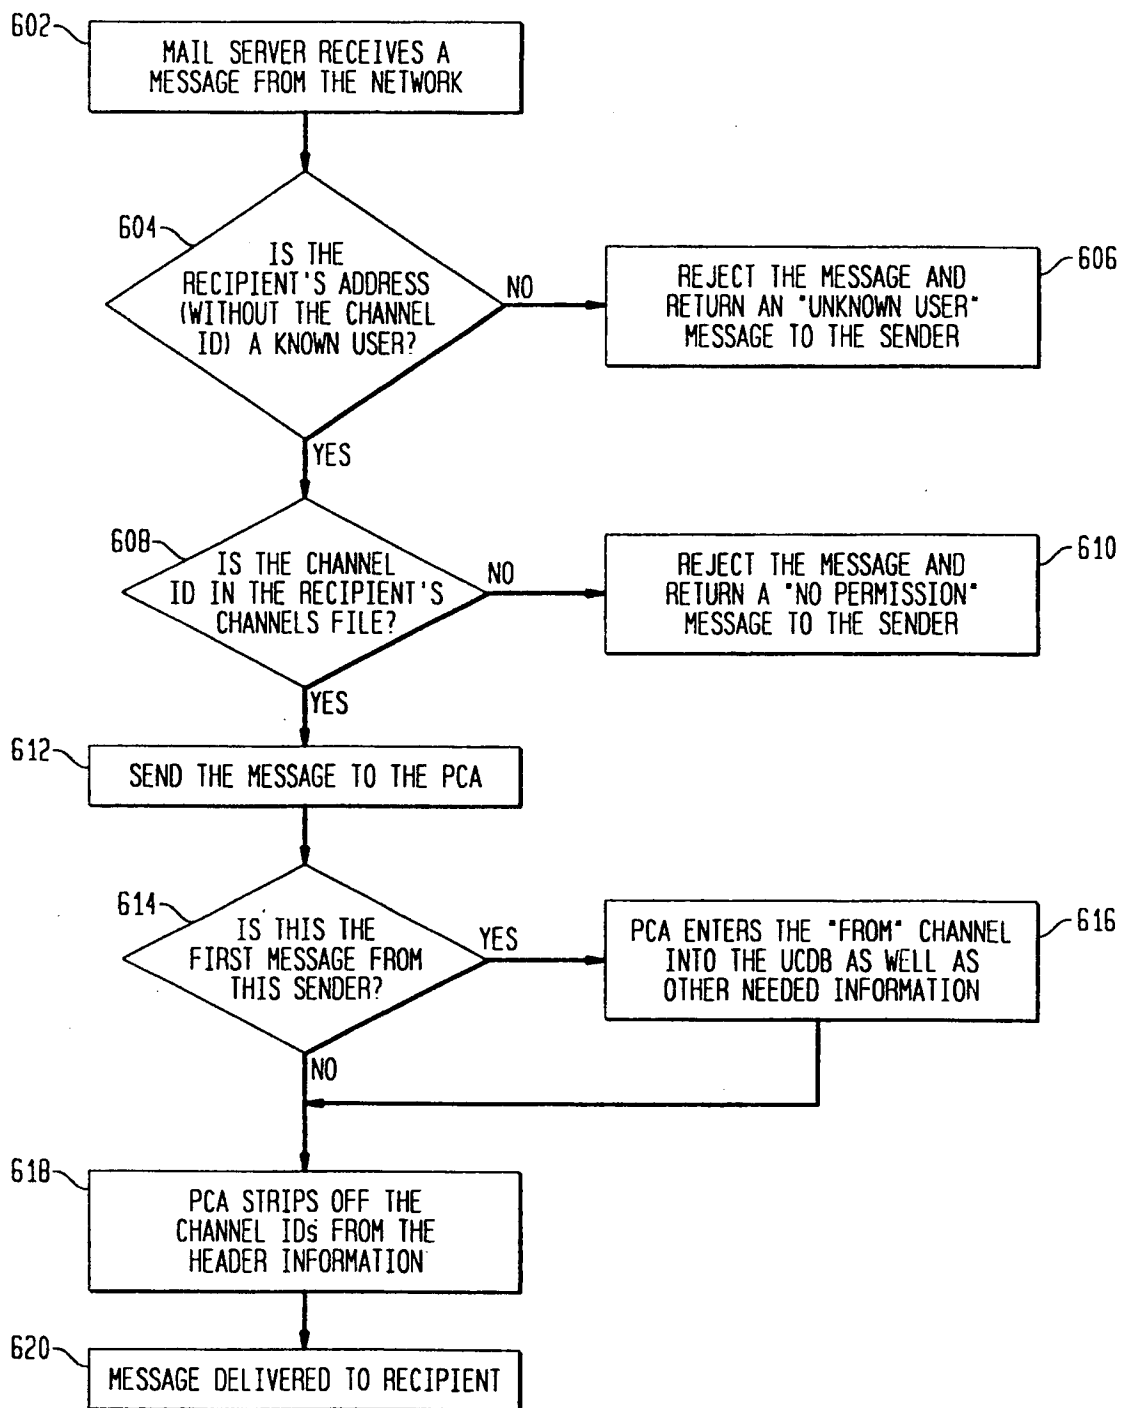 602
MAIL SERVER RECEIVES A
MESSAGE FROM THE NETWORK
604
IS THE
RECIPIENT'S ADDRESS
(WITHOUT THE CHANNEL
ID) A KNOWN USER?
NO
606
REJECT THE MESSAGE AND
RETURN AN "UNKNOWN USER"
MESSAGE TO THE SENDER
YES
608
IS THE CHANNEL
ID IN THE RECIPIENT'S
CHANNELS FILE?
NO
610
REJECT THE MESSAGE AND
RETURN A "NO PERMISSION"
MESSAGE TO THE SENDER
YES
612
SEND THE MESSAGE TO THE PCA
614
IS THIS THE
FIRST MESSAGE FROM
THIS SENDER?
YES
616
PCA ENTERS THE "FROM" CHANNEL
INTO THE UCDB AS WELL AS
OTHER NEEDED INFORMATION
NO
618
PCA STRIPS OFF THE
CHANNEL IDs FROM THE
HEADER INFORMATION
620
MESSAGE DELIVERED TO RECIPIENT